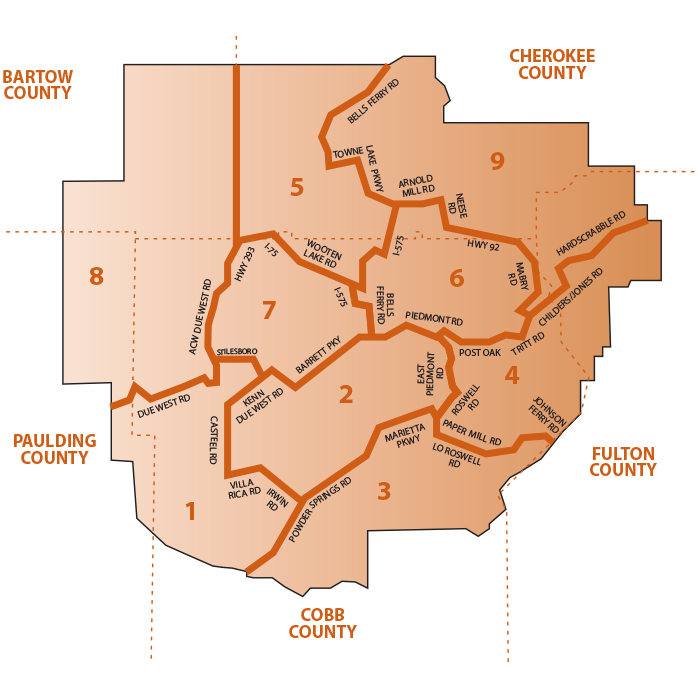 CHEROKEE
COUNTY
BARTOW
COUNTY
BELLS FERRY RD
TOWNE
LAKE PKWY
9
ARNOLD
MILL RD
5
NEESE
RD
HARDSCRABBLE RD
HWY 92
I-575
I-75
WOOTEN
LAKE RD
HWY 293
8
6
MABRY
RD
CHILDERS/JONES RD
I-575
BELLS
FERRY RD
7
ACW DUE WEST RD
PIEDMONT RD
TRITT RD
POST OAK
STILESBORO
BARRETT PKY
EAST
PIEDMONT
RD
4
2
KENN
DUE WEST RD
DUE WEST RD
ROSWELL
RD
JOHNSON
FERRY RD
CASTEEL RD
MARIETTA
PKWY
PAPER MILL RD
LO ROSWELL
RD
PAULDING
COUNTY
FULTON
COUNTY
VILLA
RICA RD
IRWIN
RD
POWDER SPRINGS RD
3
1
COBB
COUNTY